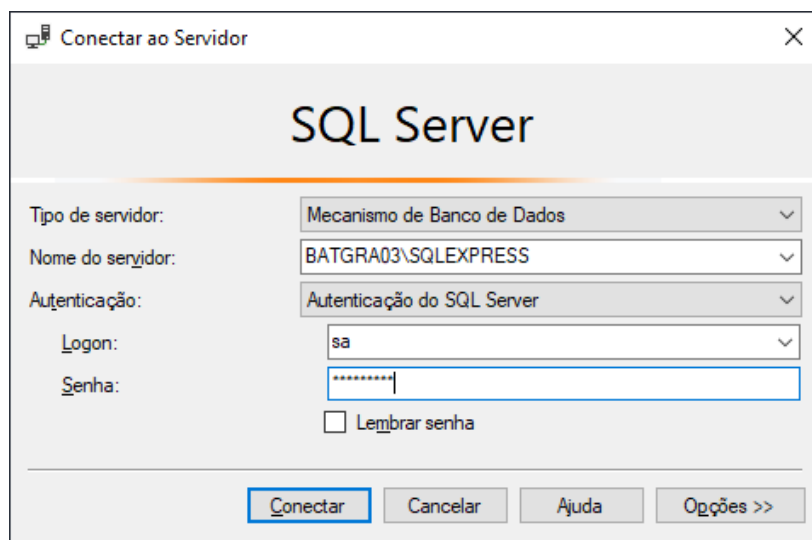 Conectar ao Servidor
SQL Server
Tipo de servidor: Mecanismo de Banco de Dados
Nome do servidor: BATGRA03\SQLEXPRESS
Autenticação: Autenticação do SQL Server
Logon: sa
Senha: *********
Lembrar senha
Conectar Cancelar Ajuda Opções >>